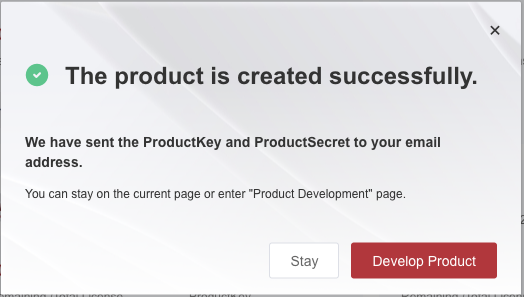 The product is created successfully.
We have sent the ProductKey and ProductSecret to your email
address.
You can stay on the current page or enter "Product Development" page.
Stay
Develop Product